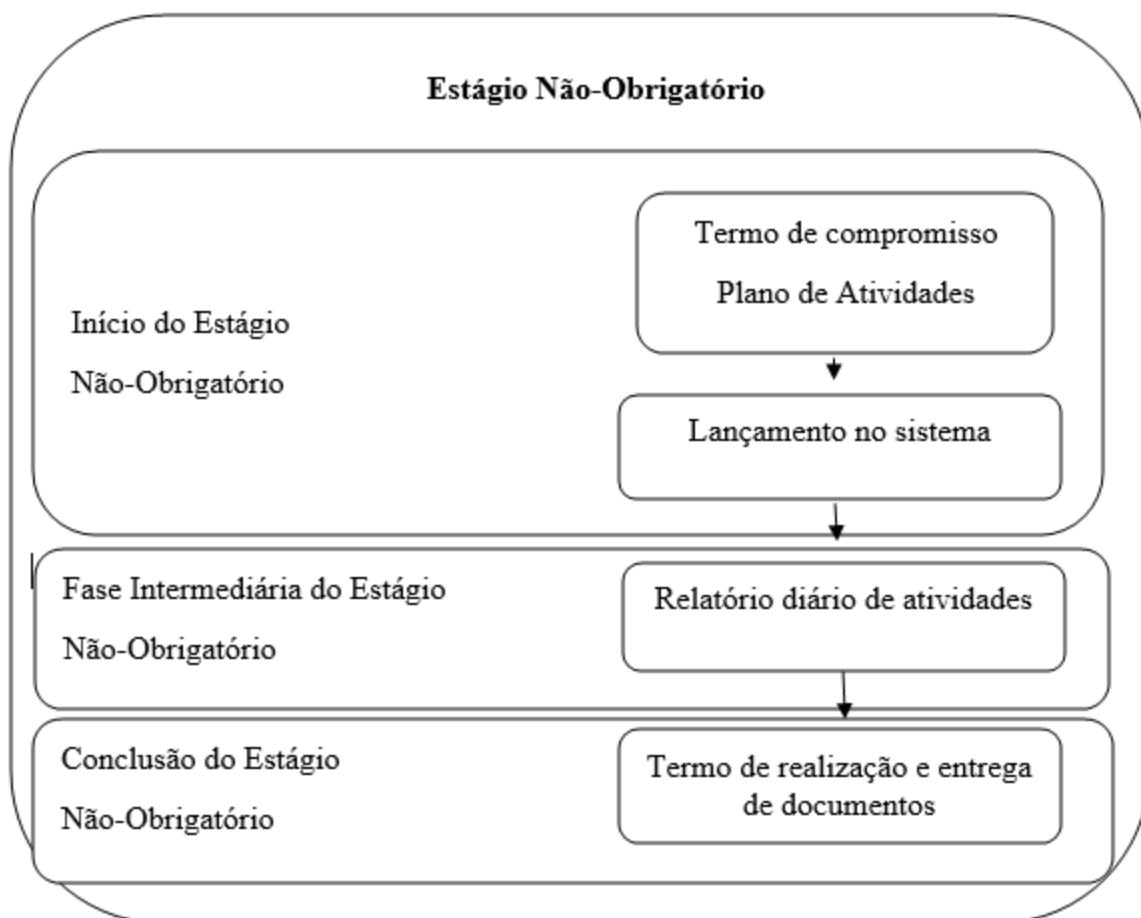 Estágio Não-Obrigatório
Início do Estágio
Não-Obrigatório
Termo de compromisso
Plano de Atividades
Lançamento no sistema
Fase Intermediária do Estágio
Não-Obrigatório
Relatório diário de atividades
Conclusão do Estágio
Não-Obrigatório
Termo de realização e entrega
de documentos